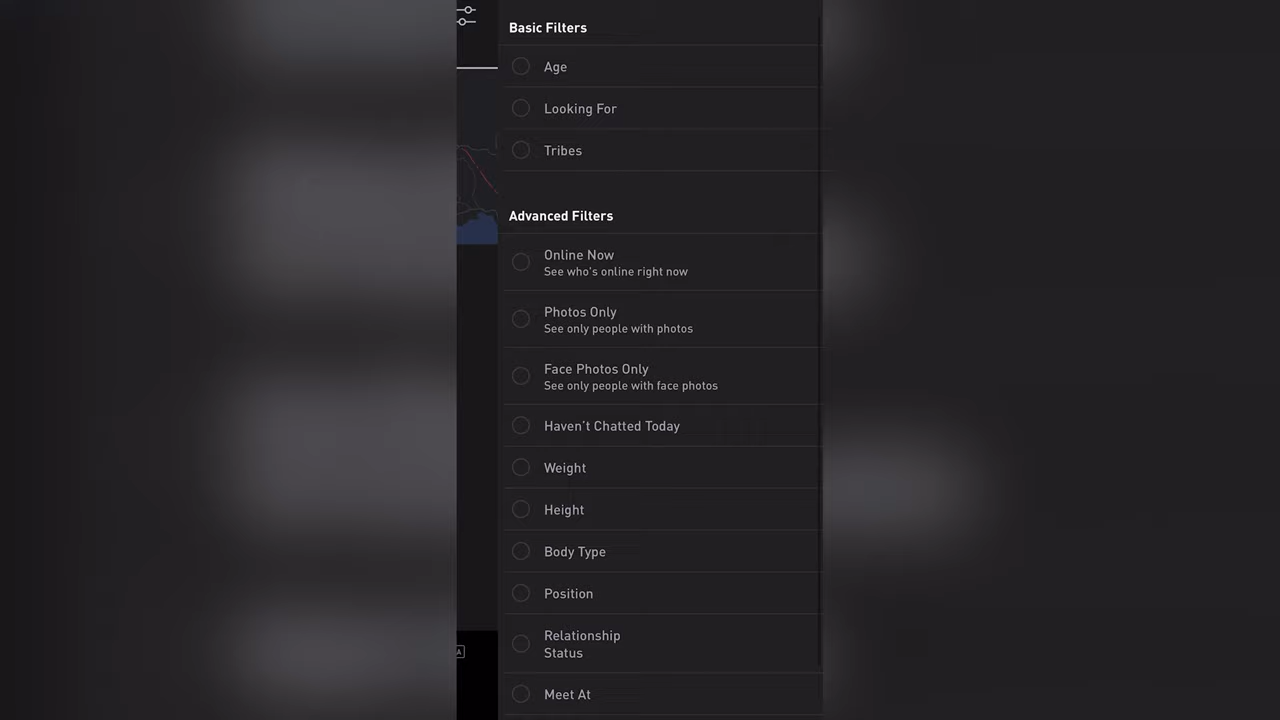 Basic Filters
Age
Looking For
Tribes
Advanced Filters
Online Now
See who's online right now
Photos Only
See only people with photos
Face Photos Only
See only people with face photos
Haven't Chatted Today
Weight
Height
Body Type
Position
Relationship
Status
Meet At